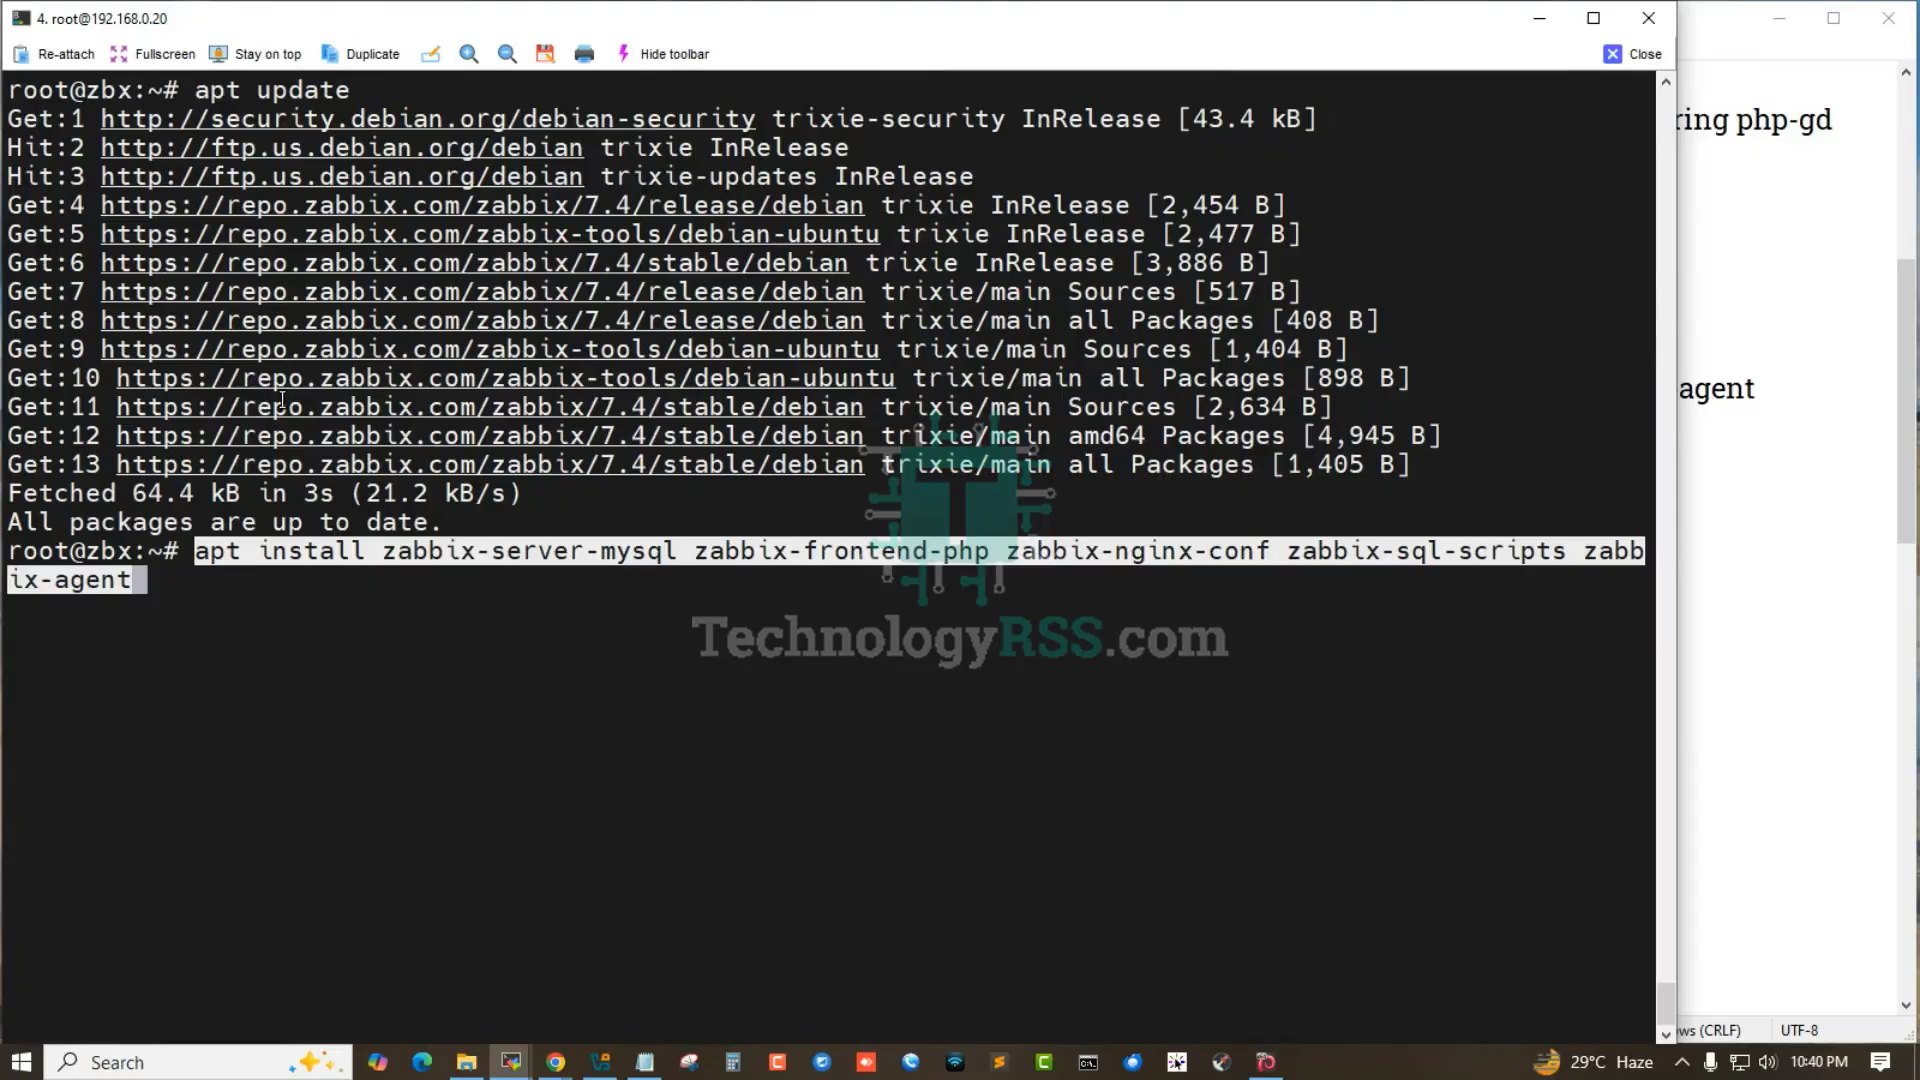 4. root@192.168.0.20
Re-attach Fullscreen Stay on top Duplicate Hide toolbar Close
root@zbx:~# apt update
Get:1 http://security.debian.org/debian-security trixie-security InRelease [43.4 kB]
Hit:2 http://ftp.us.debian.org/debian trixie InRelease
Hit:3 http://ftp.us.debian.org/debian trixie-updates InRelease
Get:4 https://repo.zabbix.com/zabbix/7.4/release/debian trixie InRelease [2,454 B]
Get:5 https://repo.zabbix.com/zabbix-tools/debian-ubuntu trixie InRelease [2,477 B]
Get:6 https://repo.zabbix.com/zabbix/7.4/stable/debian trixie InRelease [3,886 B]
Get:7 https://repo.zabbix.com/zabbix/7.4/release/debian trixie/main Sources [517 B]
Get:8 https://repo.zabbix.com/zabbix/7.4/release/debian trixie/main all Packages [408 B]
Get:9 https://repo.zabbix.com/zabbix-tools/debian-ubuntu trixie/main Sources [1,404 B]
Get:10 https://repo.zabbix.com/zabbix-tools/debian-ubuntu trixie/main all Packages [898 B]
Get:11 https://repo.zabbix.com/zabbix/7.4/stable/debian trixie/main Sources [2,634 B]
Get:12 https://repo.zabbix.com/zabbix/7.4/stable/debian trixie/main amd64 Packages [4,945 B]
Get:13 https://repo.zabbix.com/zabbix/7.4/stable/debian trixie/main all Packages [1,405 B]
Fetched 64.4 kB in 3s (21.2 kB/s)
All packages are up to date.
root@zbx:~# apt install zabbix-server-mysql zabbix-frontend-php zabbix-nginx-conf zabbix-sql-scripts zabb
ix-agent
TechnologyRSS.com
ring php-gd
agent
ws (CRLF) UTF-8
Search
29°C Haze
10:40 PM